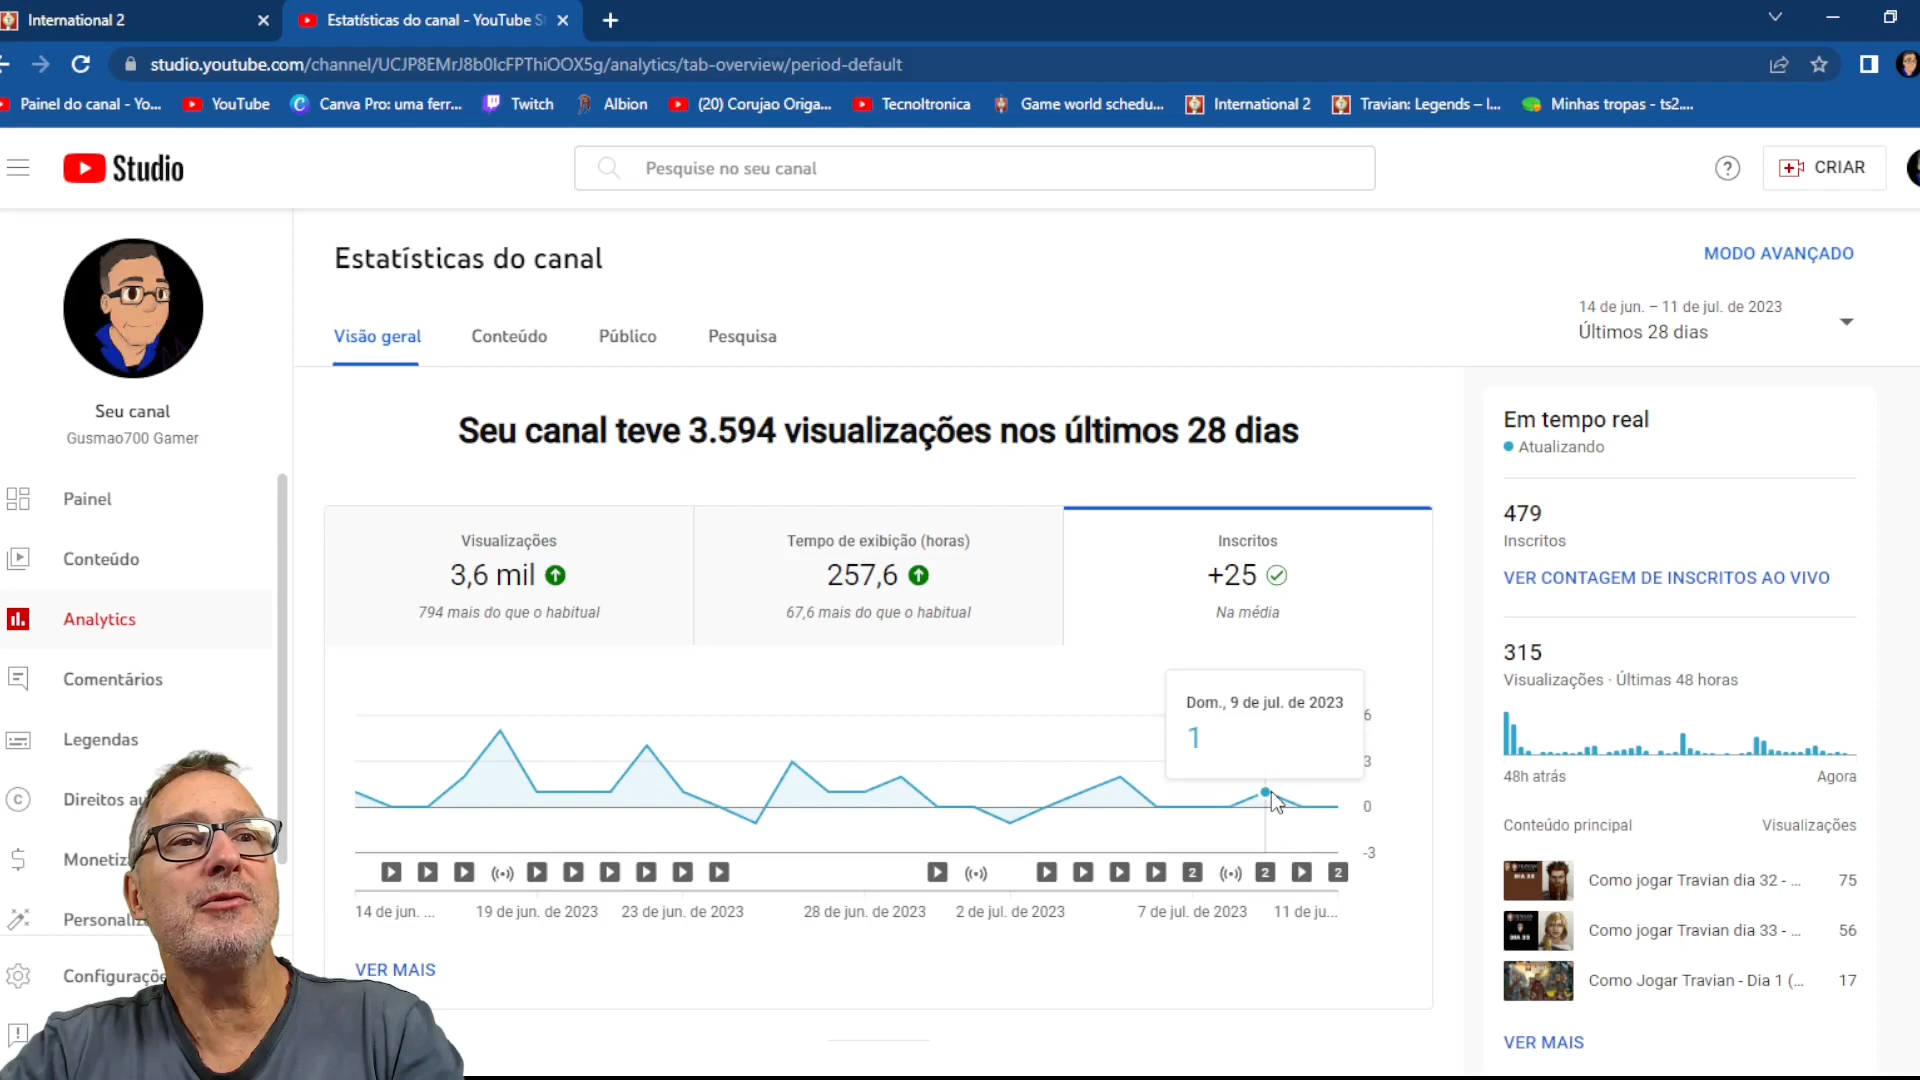 International 2
Estatísticas do canal - YouTube S
studio.youtube.com/channel/UCJP8EMrJ8b0lcFPThiOOX5g/analytics/tab-overview/period-default
Painel do canal - Yo...
YouTube
Canva Pro: uma ferr...
Twitch
Albion
(20) Corujao Origa...
Tecnoltronica
Game world schedu...
International 2
Travian: Legends – I...
Minhas tropas - ts2....
Studio
Pesquise no seu canal
CRIAR
Seu canal
Gusmao700 Gamer
Painel
Conteúdo
Analytics
Comentários
Legendas
Direitos au
Monetiz
Personaliz
Configuraçõe
Estatísticas do canal
MODO AVANÇADO
Visão geral
Conteúdo
Público
Pesquisa
14 de jun. – 11 de jul. de 2023
Últimos 28 dias
Seu canal teve 3.594 visualizações nos últimos 28 dias
Visualizações
3,6 mil
794 mais do que o habitual
Tempo de exibição (horas)
257,6
67,6 mais do que o habitual
Inscritos
+25
Na média
Dom., 9 de jul. de 2023
1
6
3
0
-3
2
2
2
14 de jun. ...
19 de jun. de 2023
23 de jun. de 2023
28 de jun. de 2023
2 de jul. de 2023
7 de jul. de 2023
11 de ju...
VER MAIS
Em tempo real
Atualizando
479
Inscritos
VER CONTAGEM DE INSCRITOS AO VIVO
315
Visualizações · Últimas 48 horas
48h atrás
Agora
Conteúdo principal
Visualizações
Como jogar Travian dia 32 - ...
75
Como jogar Travian dia 33 - ...
56
Como Jogar Travian - Dia 1 (...
17
VER MAIS